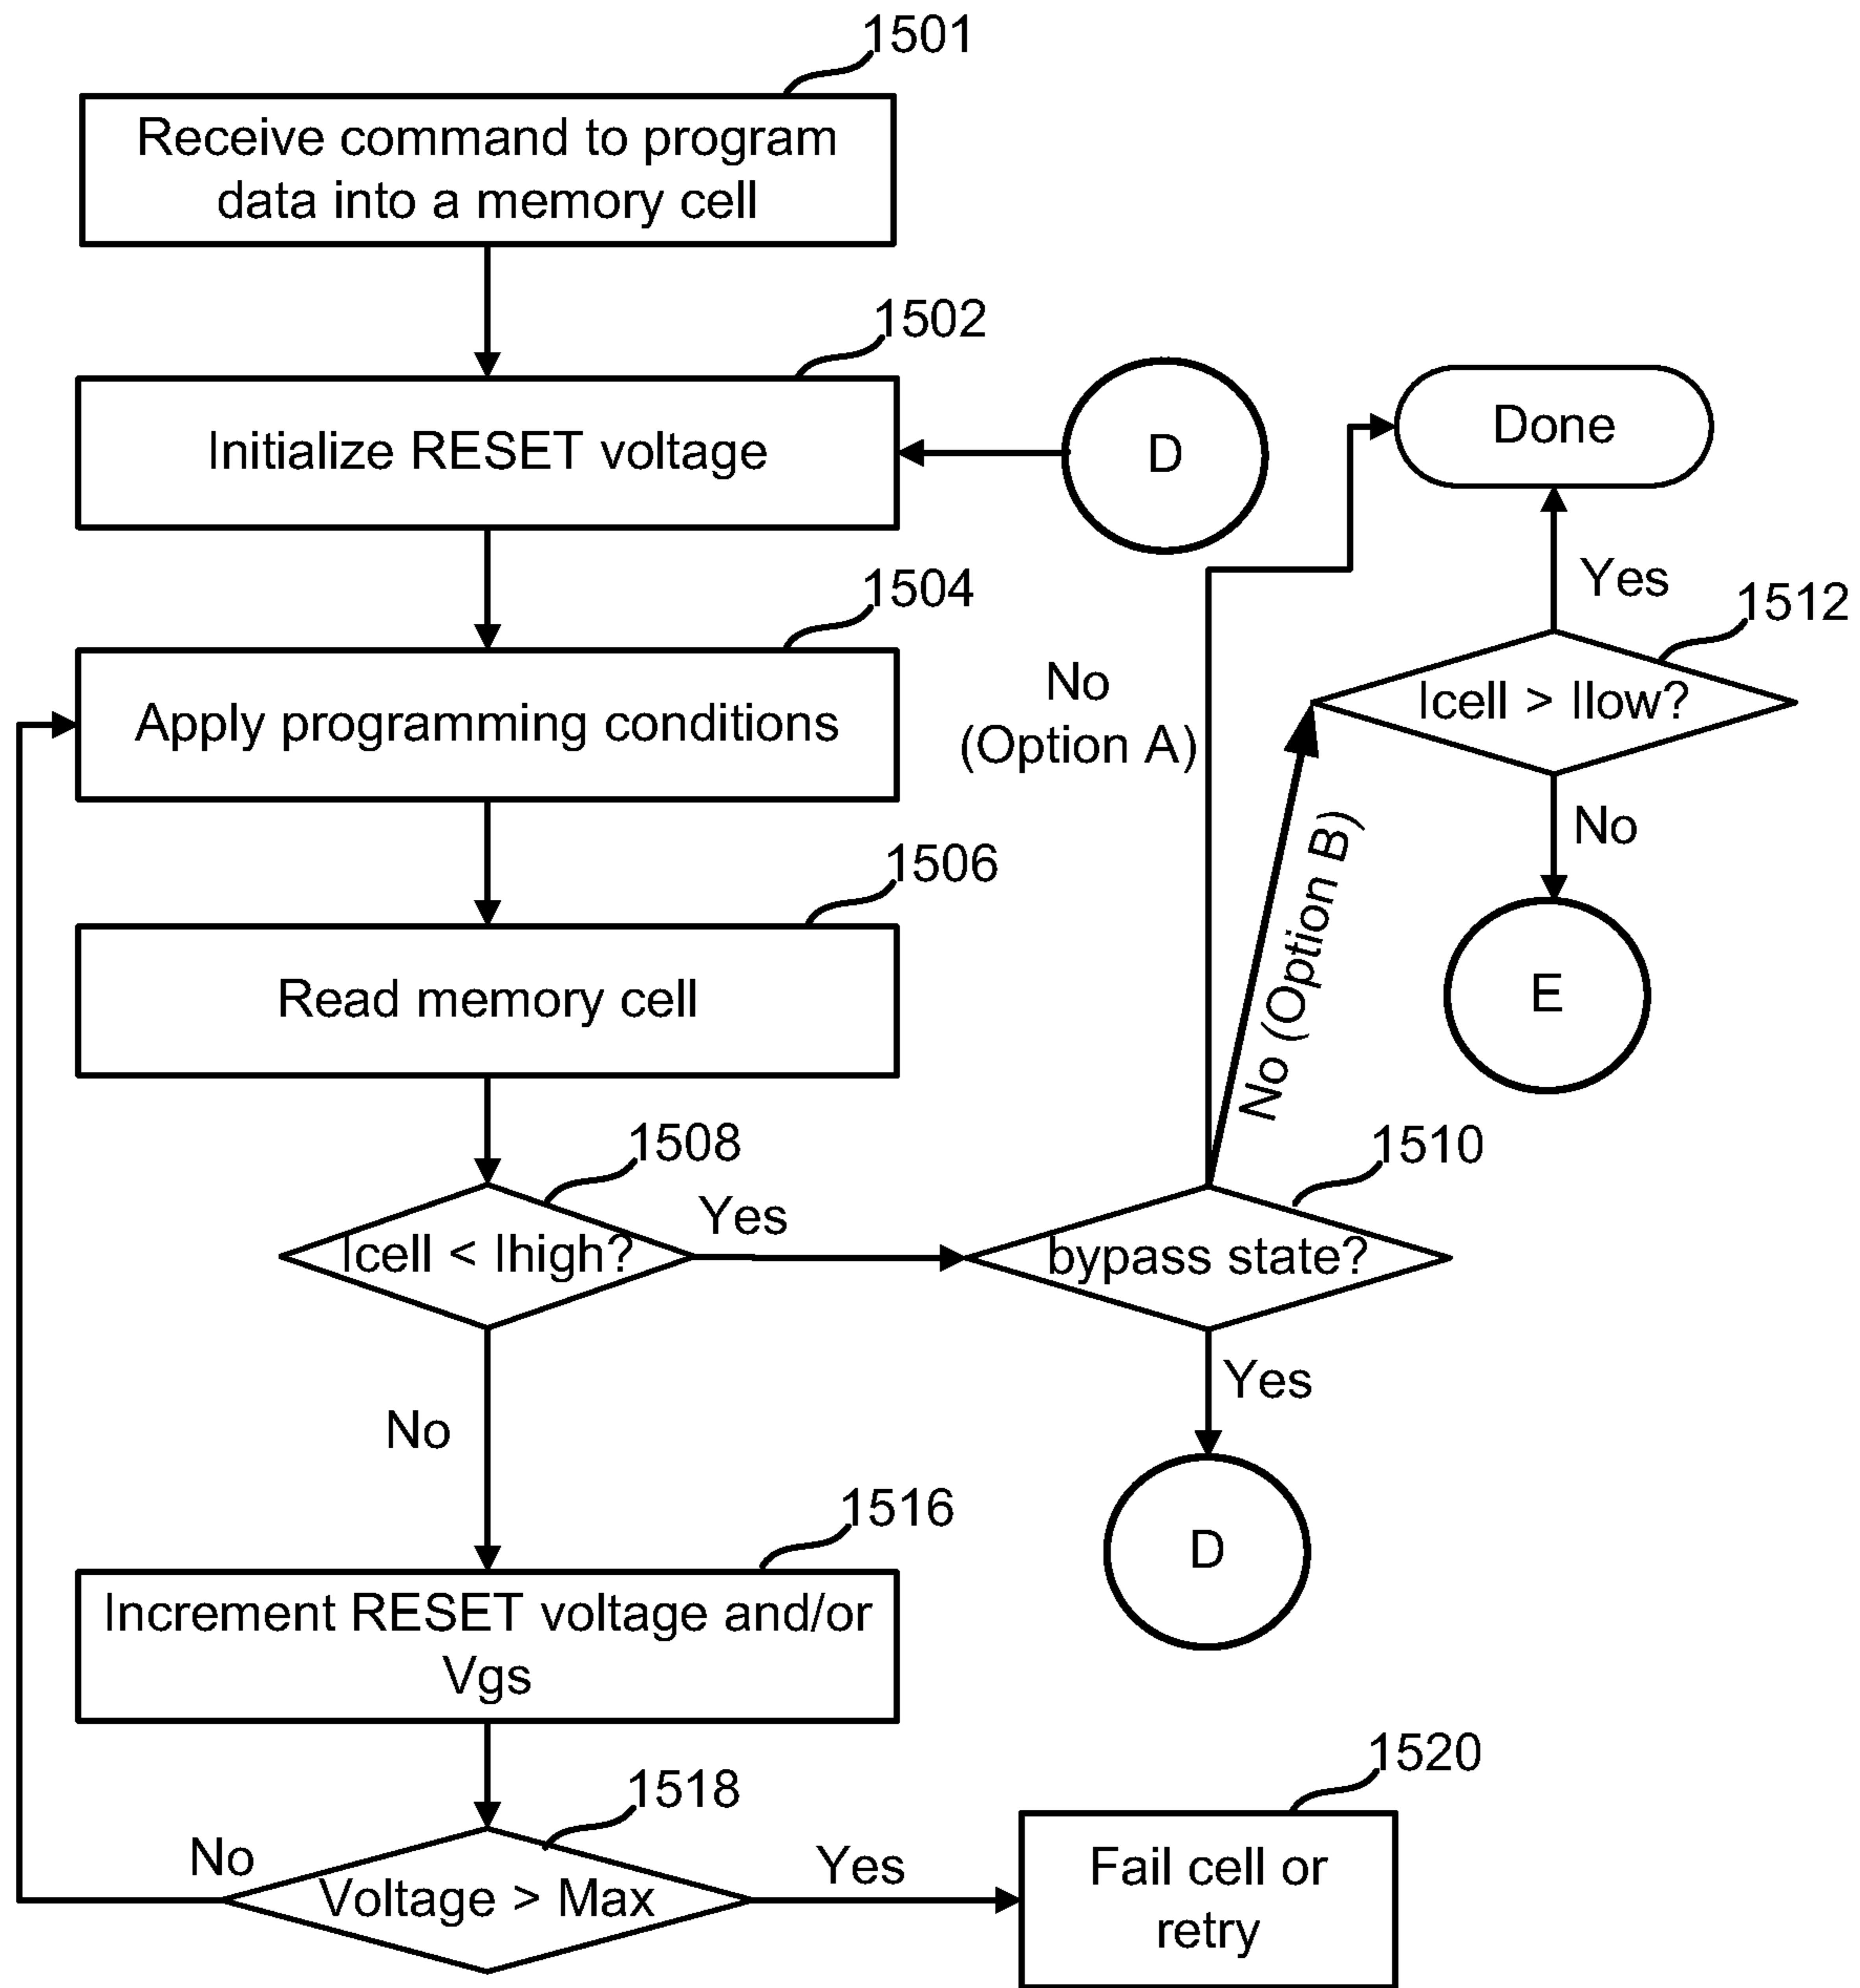 1501
Receive command to program
data into a memory cell
1502
Initialize RESET voltage
D
Done
Yes
1504
1512
Apply programming conditions
No
(Option A)
Icell > Ilow?
No
1506
No (Option B)
Read memory cell
E
1508
Icell < Ihigh?
Yes
1510
bypass state?
Yes
No
D
1516
Increment RESET voltage and/or
Vgs
1518
No
Voltage > Max
Yes
1520
Fail cell or
retry